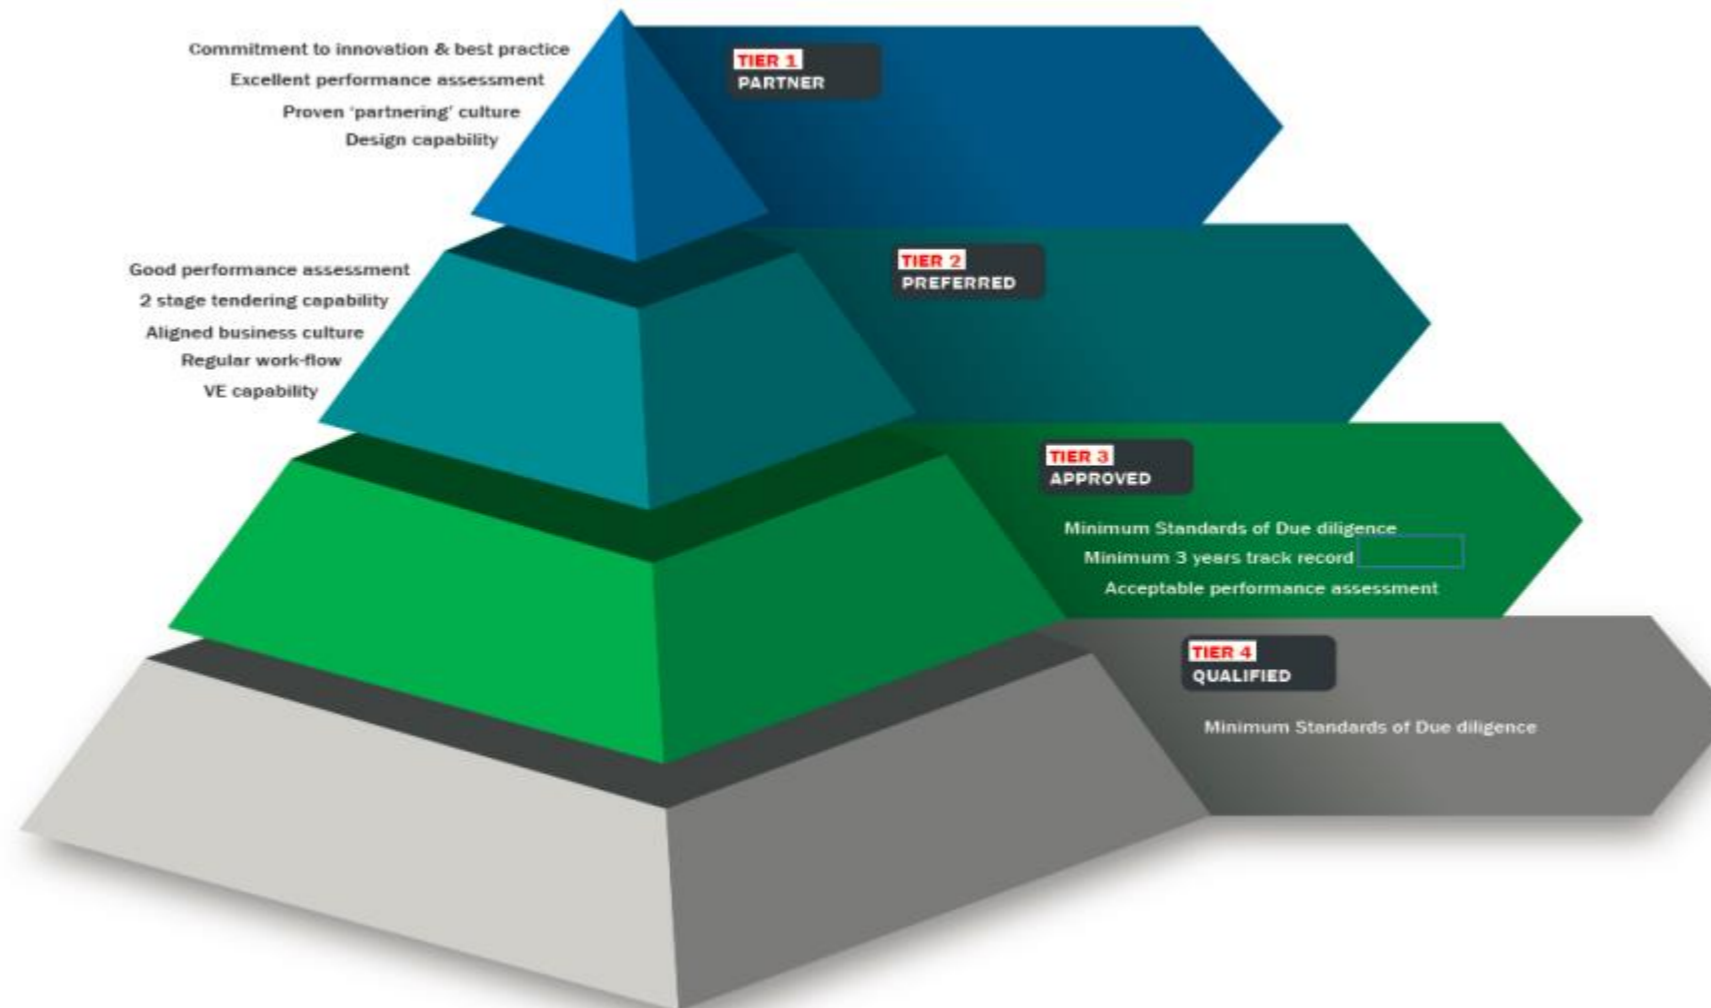 Commitment to innovation & best practice
Excellent performance assessment
Proven ‘partnering’ culture
Design capability
TIER 1
PARTNER
Good performance assessment
2 stage tendering capability
Aligned business culture
Regular work-flow
VE capability
TIER 2
PREFERRED
TIER 3
APPROVED
Minimum Standards of Due diligence
Minimum 3 years track record
Acceptable performance assessment
TIER 4
QUALIFIED
Minimum Standards of Due diligence